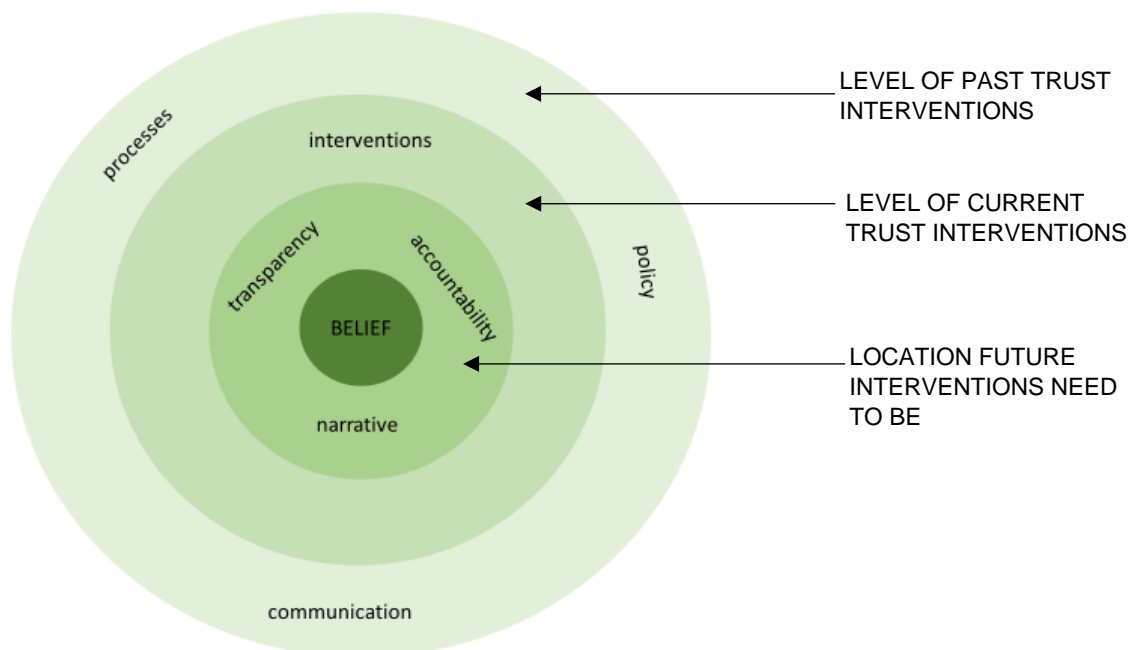 LEVEL OF PAST TRUST
INTERVENTIONS
processes
interventions
LEVEL OF CURRENT
TRUST INTERVENTIONS
transparency
accountability
policy
BELIEF
LOCATION FUTURE
INTERVENTIONS NEED
TO BE
narrative
communication